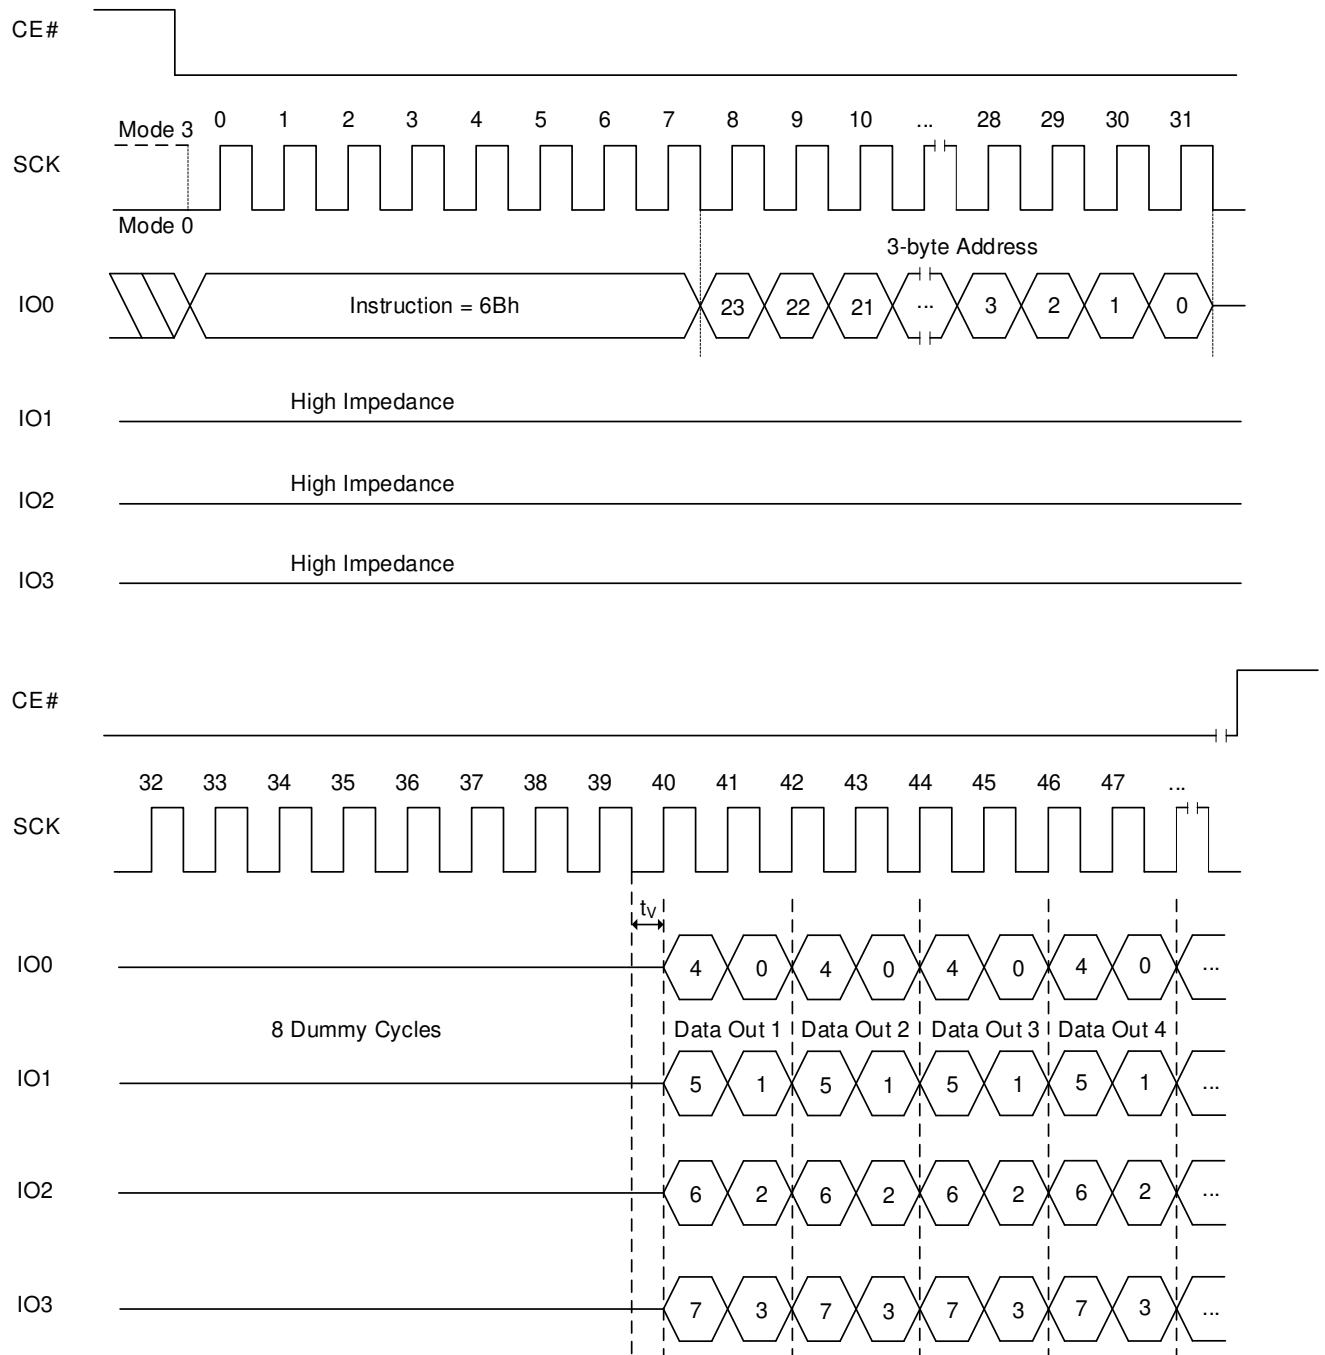 CE#
Mode 3 0 1 2 3 4 5 6 7 8 9 10 ... 28 29 30 31
SCK
Mode 0
3-byte Address
IO0 Instruction = 6Bh 23 22 21 ... 3 2 1 0
High Impedance
IO1
High Impedance
IO2
High Impedance
IO3
CE#
32 33 34 35 36 37 38 39 40 41 42 43 44 45 46 47 ...
SCK
tV
IO0 4 0 4 0 4 0 4 0 ...
8 Dummy Cycles Data Out 1 Data Out 2 Data Out 3 Data Out 4
IO1 5 1 5 1 5 1 5 1 ...
IO2 6 2 6 2 6 2 6 2 ...
IO3 7 3 7 3 7 3 7 3 ...